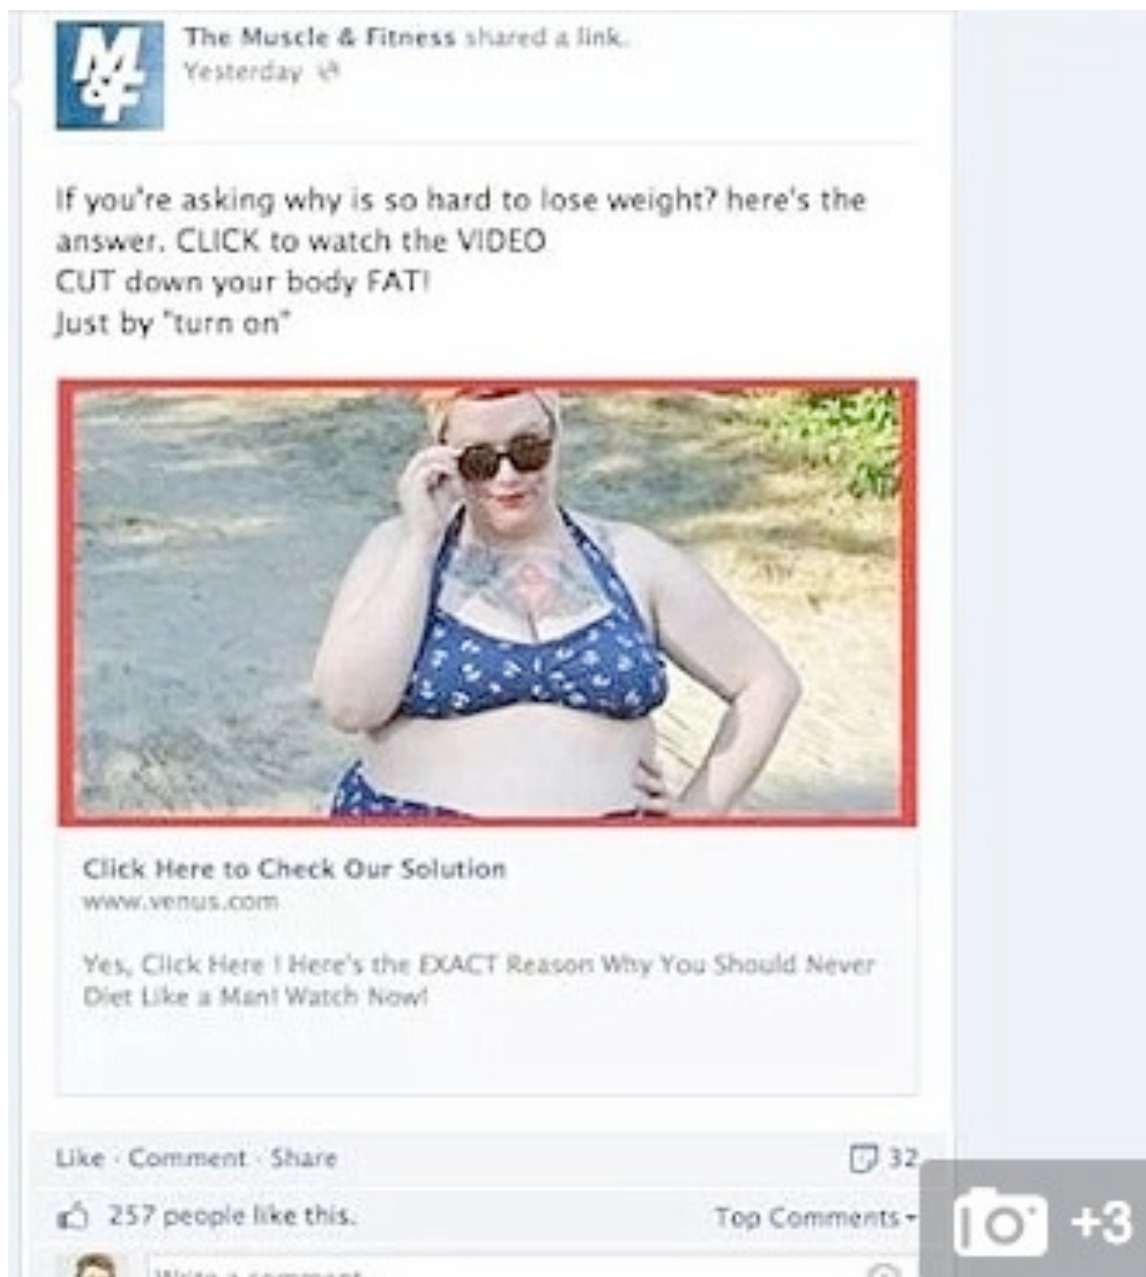 M&F
The Muscle & Fitness shared a link.
Yesterday
If you're asking why is so hard to lose weight? here's the
answer. CLICK to watch the VIDEO
CUT down your body FAT!
Just by "turn on"
Click Here to Check Our Solution
www.venus.com
Yes, Click Here ! Here's the EXACT Reason Why You Should Never
Diet Like a Man! Watch Now!
Like · Comment · Share
32
257 people like this.
Top Comments
+3
Write a comment